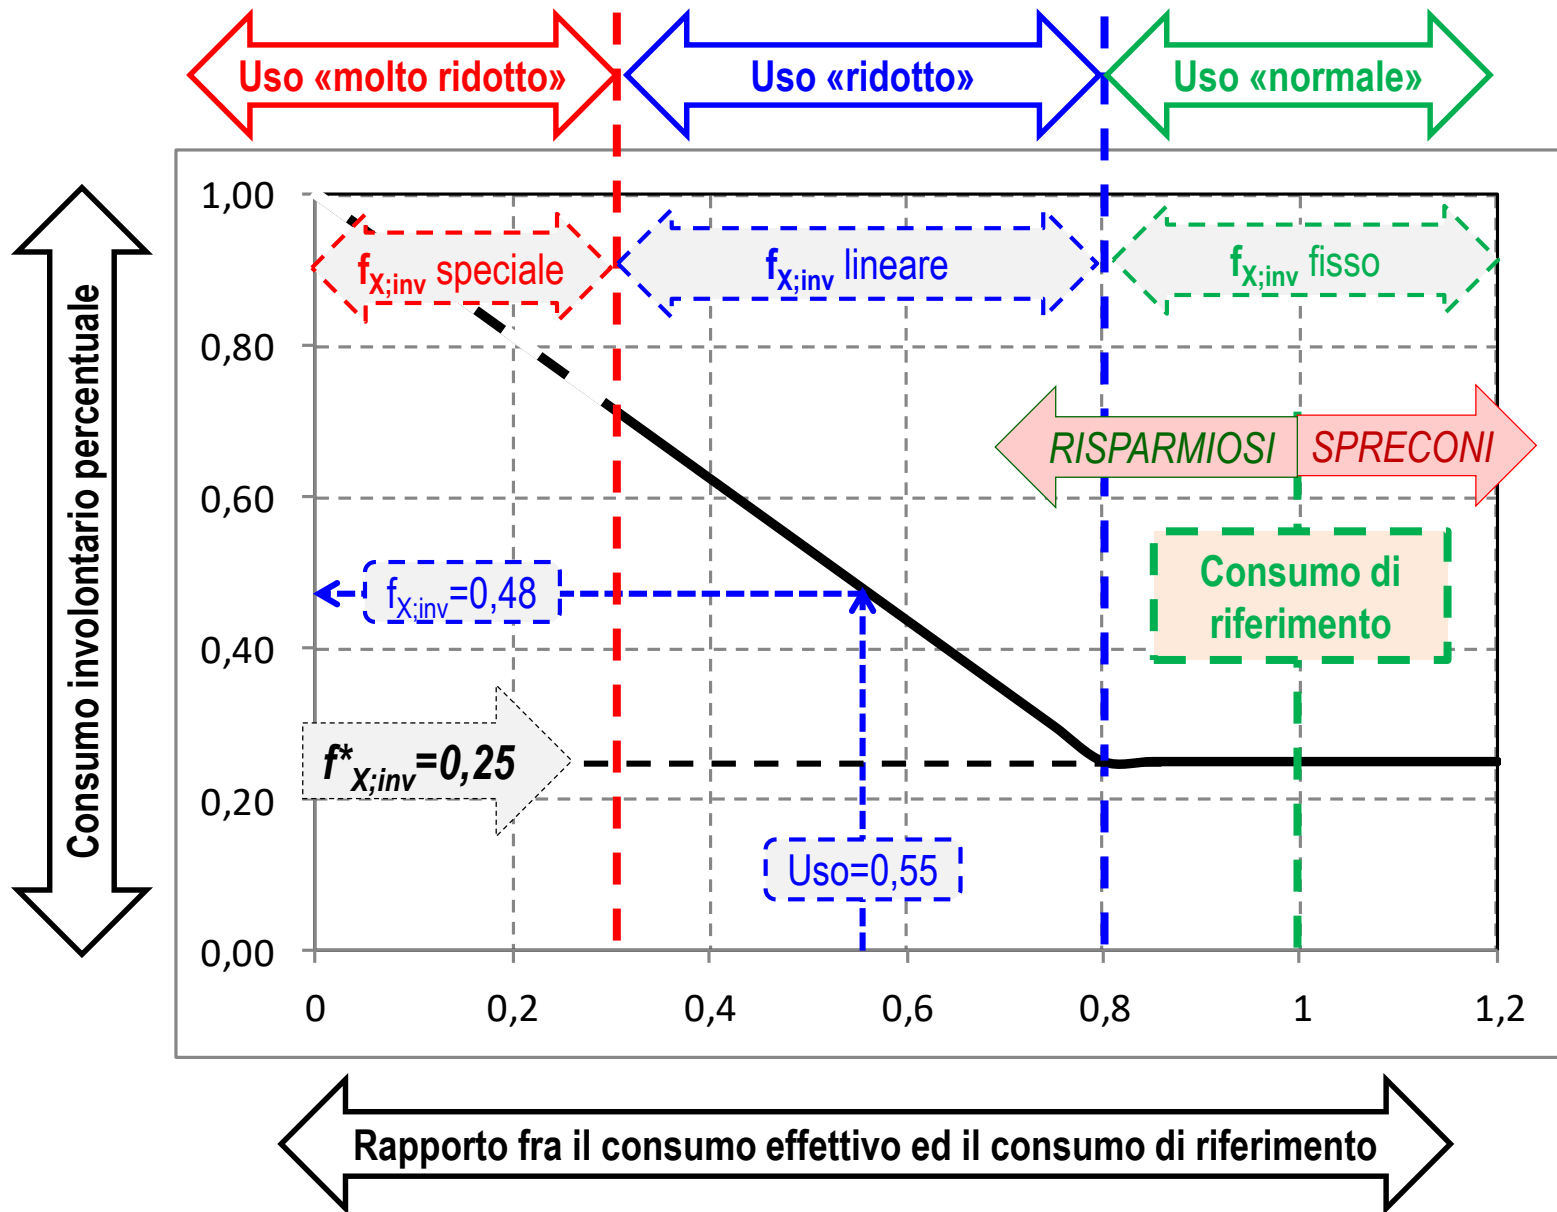 Uso «molto ridotto»
Uso «ridotto»
Uso «normale»
Consumo involontario percentuale
1,00
0,80
0,60
0,40
0,20
0,00
fX;inv speciale
fX;inv lineare
fX;inv fisso
RISPARMIOSI
SPRECONI
fX;inv=0,48
Consumo di
riferimento
f*X;inv=0,25
Uso=0,55
0
0,2
0,4
0,6
0,8
1
1,2
Rapporto fra il consumo effettivo ed il consumo di riferimento